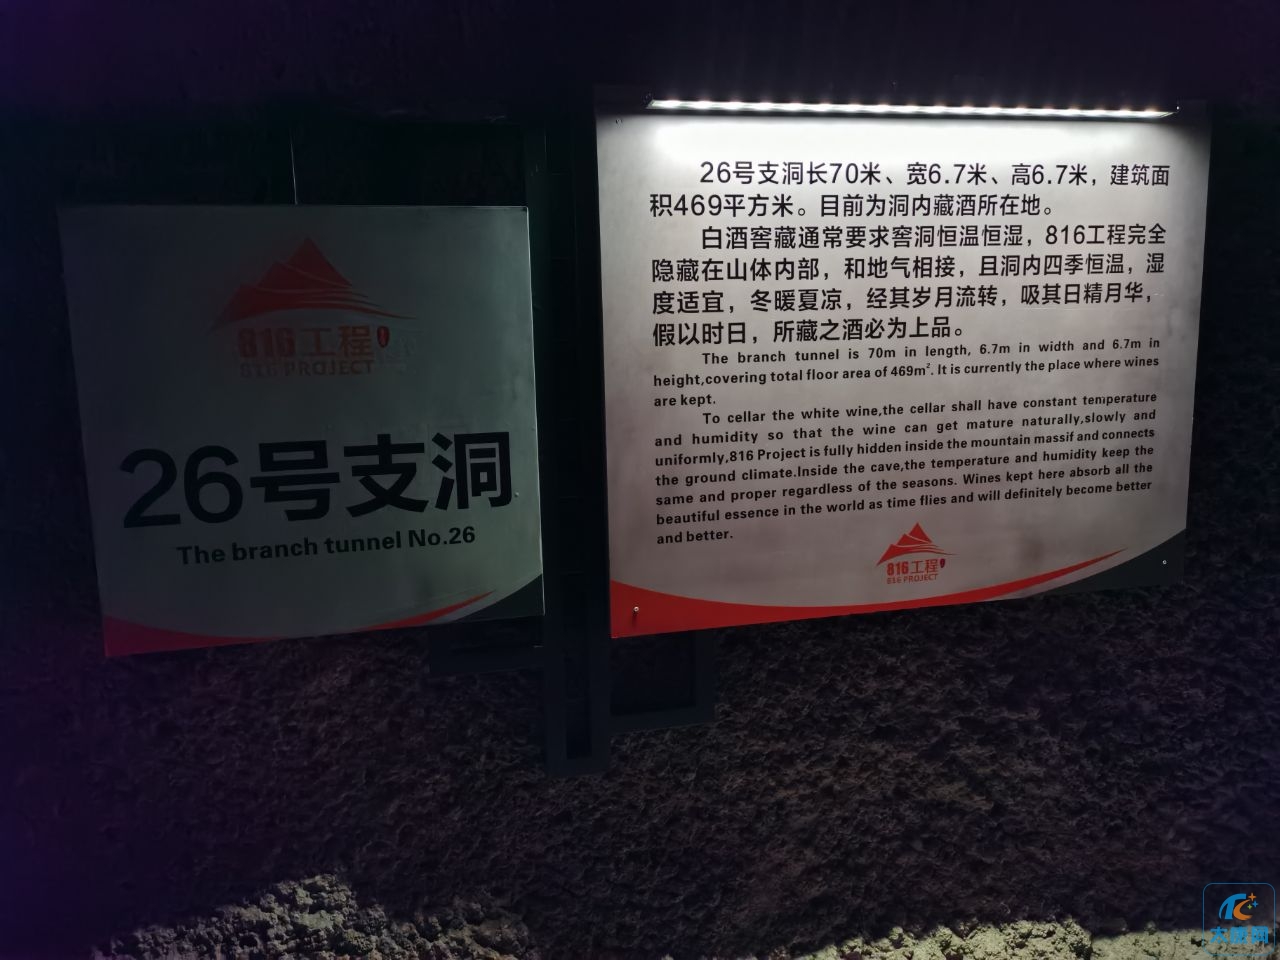 816工程
816 PROJECT
26号支洞
The branch tunnel No.26
26号支洞长70米、宽6.7米、高6.7米，建筑面
积469平方米。目前为洞内藏酒所在地。
白酒窖藏通常要求窖洞恒温恒湿，816工程完全
隐藏在山体内部，和地气相接，且洞内四季恒温，湿
度适宜，冬暖夏凉，经其岁月流转，吸其日精月华，
假以时日，所藏之酒必为上品。
The branch tunnel is 70m in length, 6.7m in width and 6.7m in
height,covering total floor area of 469m². It is currently the place where wines
are kept.
To cellar the white wine,the cellar shall have constant temperature
and humidity so that the wine can get mature naturally,slowly and
uniformly,816 Project is fully hidden inside the mountain massif and connects
the ground climate.Inside the cave,the temperature and humidity keep the
same and proper regardless of the seasons. Wines kept here absorb all the
beautiful essence in the world as time flies and will definitely become better
and better.
816工程
816 PROJECT